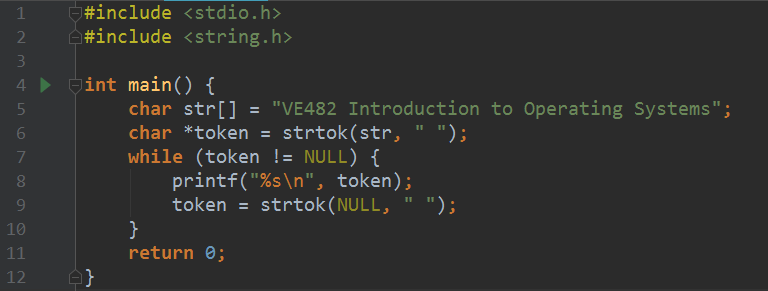 1 #include <stdio.h>
2 #include <string.h>
3
4 int main() {
5     char str[] = "VE482 Introduction to Operating Systems";
6     char *token = strtok(str, " ");
7     while (token != NULL) {
8         printf("%s\n", token);
9         token = strtok(NULL, " ");
10     }
11     return 0;
12 }